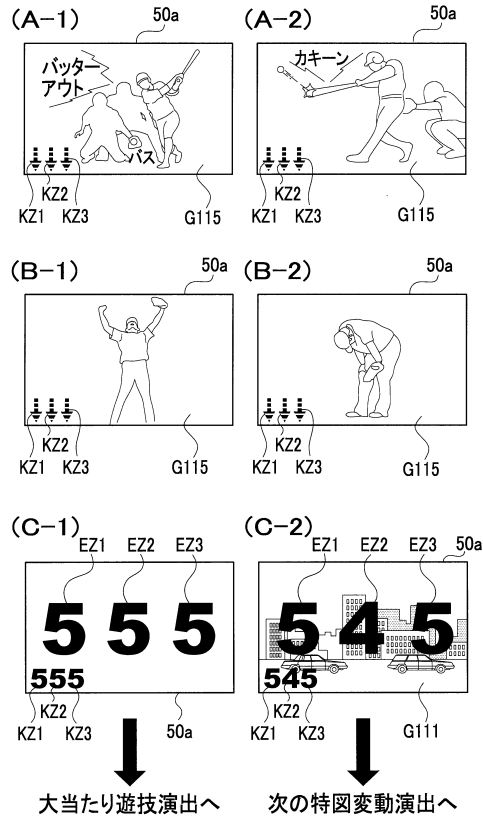 (A-1)
50a
バッター
アウト
バス
KZ1
KZ2
KZ3
G115
(A-2)
50a
カキーン
KZ1
KZ2
KZ3
G115
(B-1)
50a
KZ1
KZ2
KZ3
G115
(B-2)
50a
KZ1
KZ2
KZ3
G115
(C-1)
EZ1
EZ2
EZ3
5 5 5
555
KZ1
KZ2
KZ3
50a
大当たり遊技演出へ
(C-2)
EZ1
EZ2
EZ3
50a
5 4 5
545
KZ1
KZ2
KZ3
G111
次の特図変動演出へ